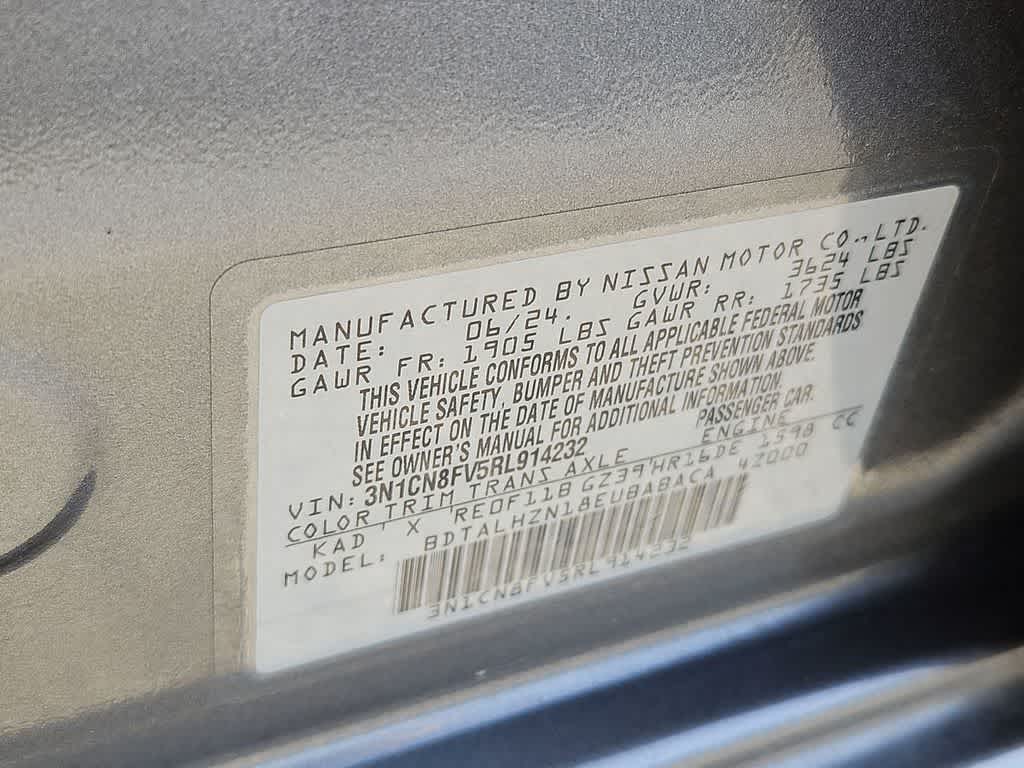 MANUFACTURED BY NISSAN MOTOR CO.,LTD.
DATE: 06/24. GVWR: 3624 LBS
GAWR FR: 1905 LBS GAWR RR: 1735 LBS
THIS VEHICLE CONFORMS TO ALL APPLICABLE FEDERAL MOTOR
VEHICLE SAFETY, BUMPER AND THEFT PREVENTION STANDARDS
IN EFFECT ON THE DATE OF MANUFACTURE SHOWN ABOVE.
SEE OWNER'S MANUAL FOR ADDITIONAL INFORMATION.
VIN: 3N1CN8FV5RL914232 PASSENGER CAR.
COLOR TRIM TRANS AXLE ENGINE
KAD X RE0F11B GZ39 HR16DE 1598 CC
MODEL: BDTALHZN18EUBABACA 42000
3N1CN8FV5RL914232